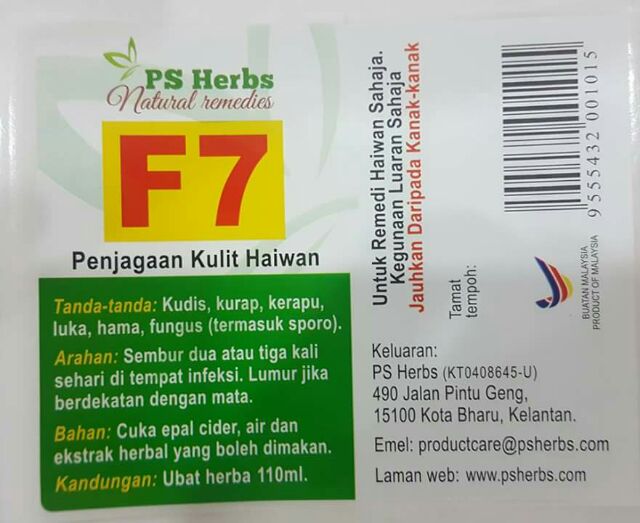 PS Herbs
Natural remedies
F7
Penjagaan Kulit Haiwan
Tanda-tanda: Kudis, kurap, kerapu,
luka, hama, fungus (termasuk sporo).
Arahan: Sembur dua atau tiga kali
sehari di tempat infeksi. Lumur jika
berdekatan dengan mata.
Bahan: Cuka epal cider, air dan
ekstrak herbal yang boleh dimakan.
Kandungan: Ubat herba 110ml.
Untuk Remedi Haiwan Sahaja.
Kegunaan Luaran Sahaja
Jauhkan Daripada Kanak-kanak
Tamat
tempoh:
9 555432 001015
BUATAN MALAYSIA
PRODUCT OF MALAYSIA
Keluaran:
PS Herbs (KT0408645-U)
490 Jalan Pintu Geng,
15100 Kota Bharu, Kelantan.
Emel: productcare@psherbs.com
Laman web: www.psherbs.com